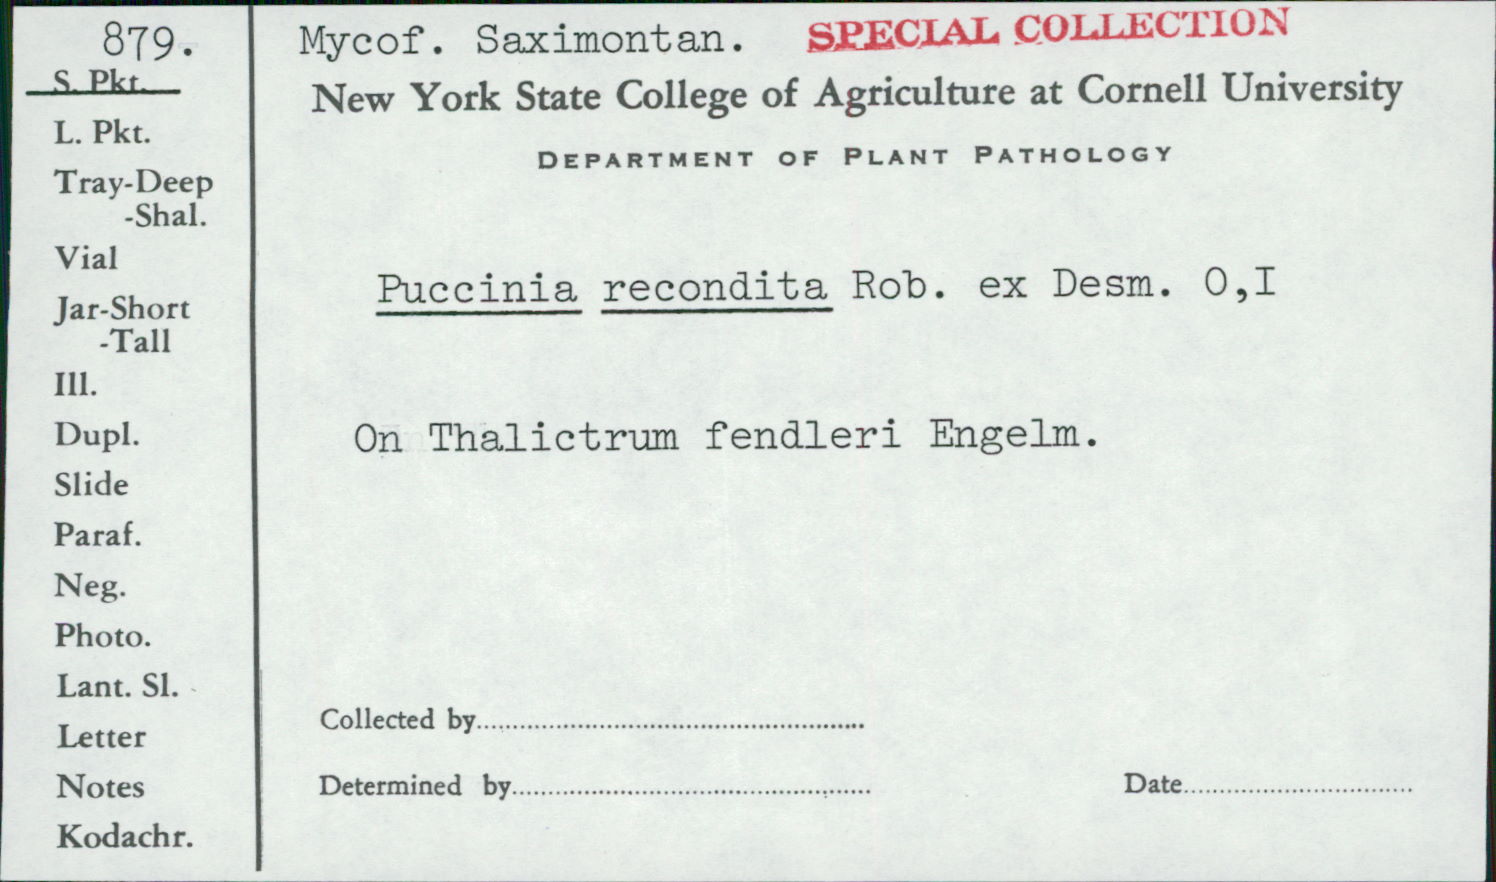 879.
S. Pkt.
L. Pkt.
Tray-Deep
-Shal.
Vial
Jar-Short
-Tall
Ill.
Dupl.
Slide
Paraf.
Neg.
Photo.
Lant. Sl.
Letter
Notes
Kodachr.
Mycof. Saximontan. SPECIAL COLLECTION
New York State College of Agriculture at Cornell University
DEPARTMENT OF PLANT PATHOLOGY
Puccinia recondita Rob. ex Desm. O,I
On Thalictrum fendleri Engelm.
Collected by
Determined by Date